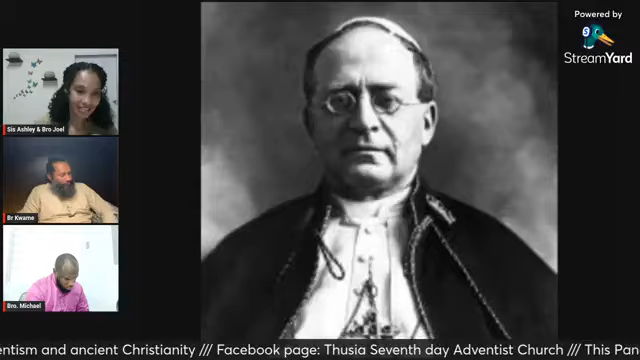 Powered by
StreamYard
Sis Ashley & Bro Joel
Br Kwame
Bro. Michael
entism and ancient Christianity /// Facebook page: Thusia Seventh day Adventist Church /// This Pan